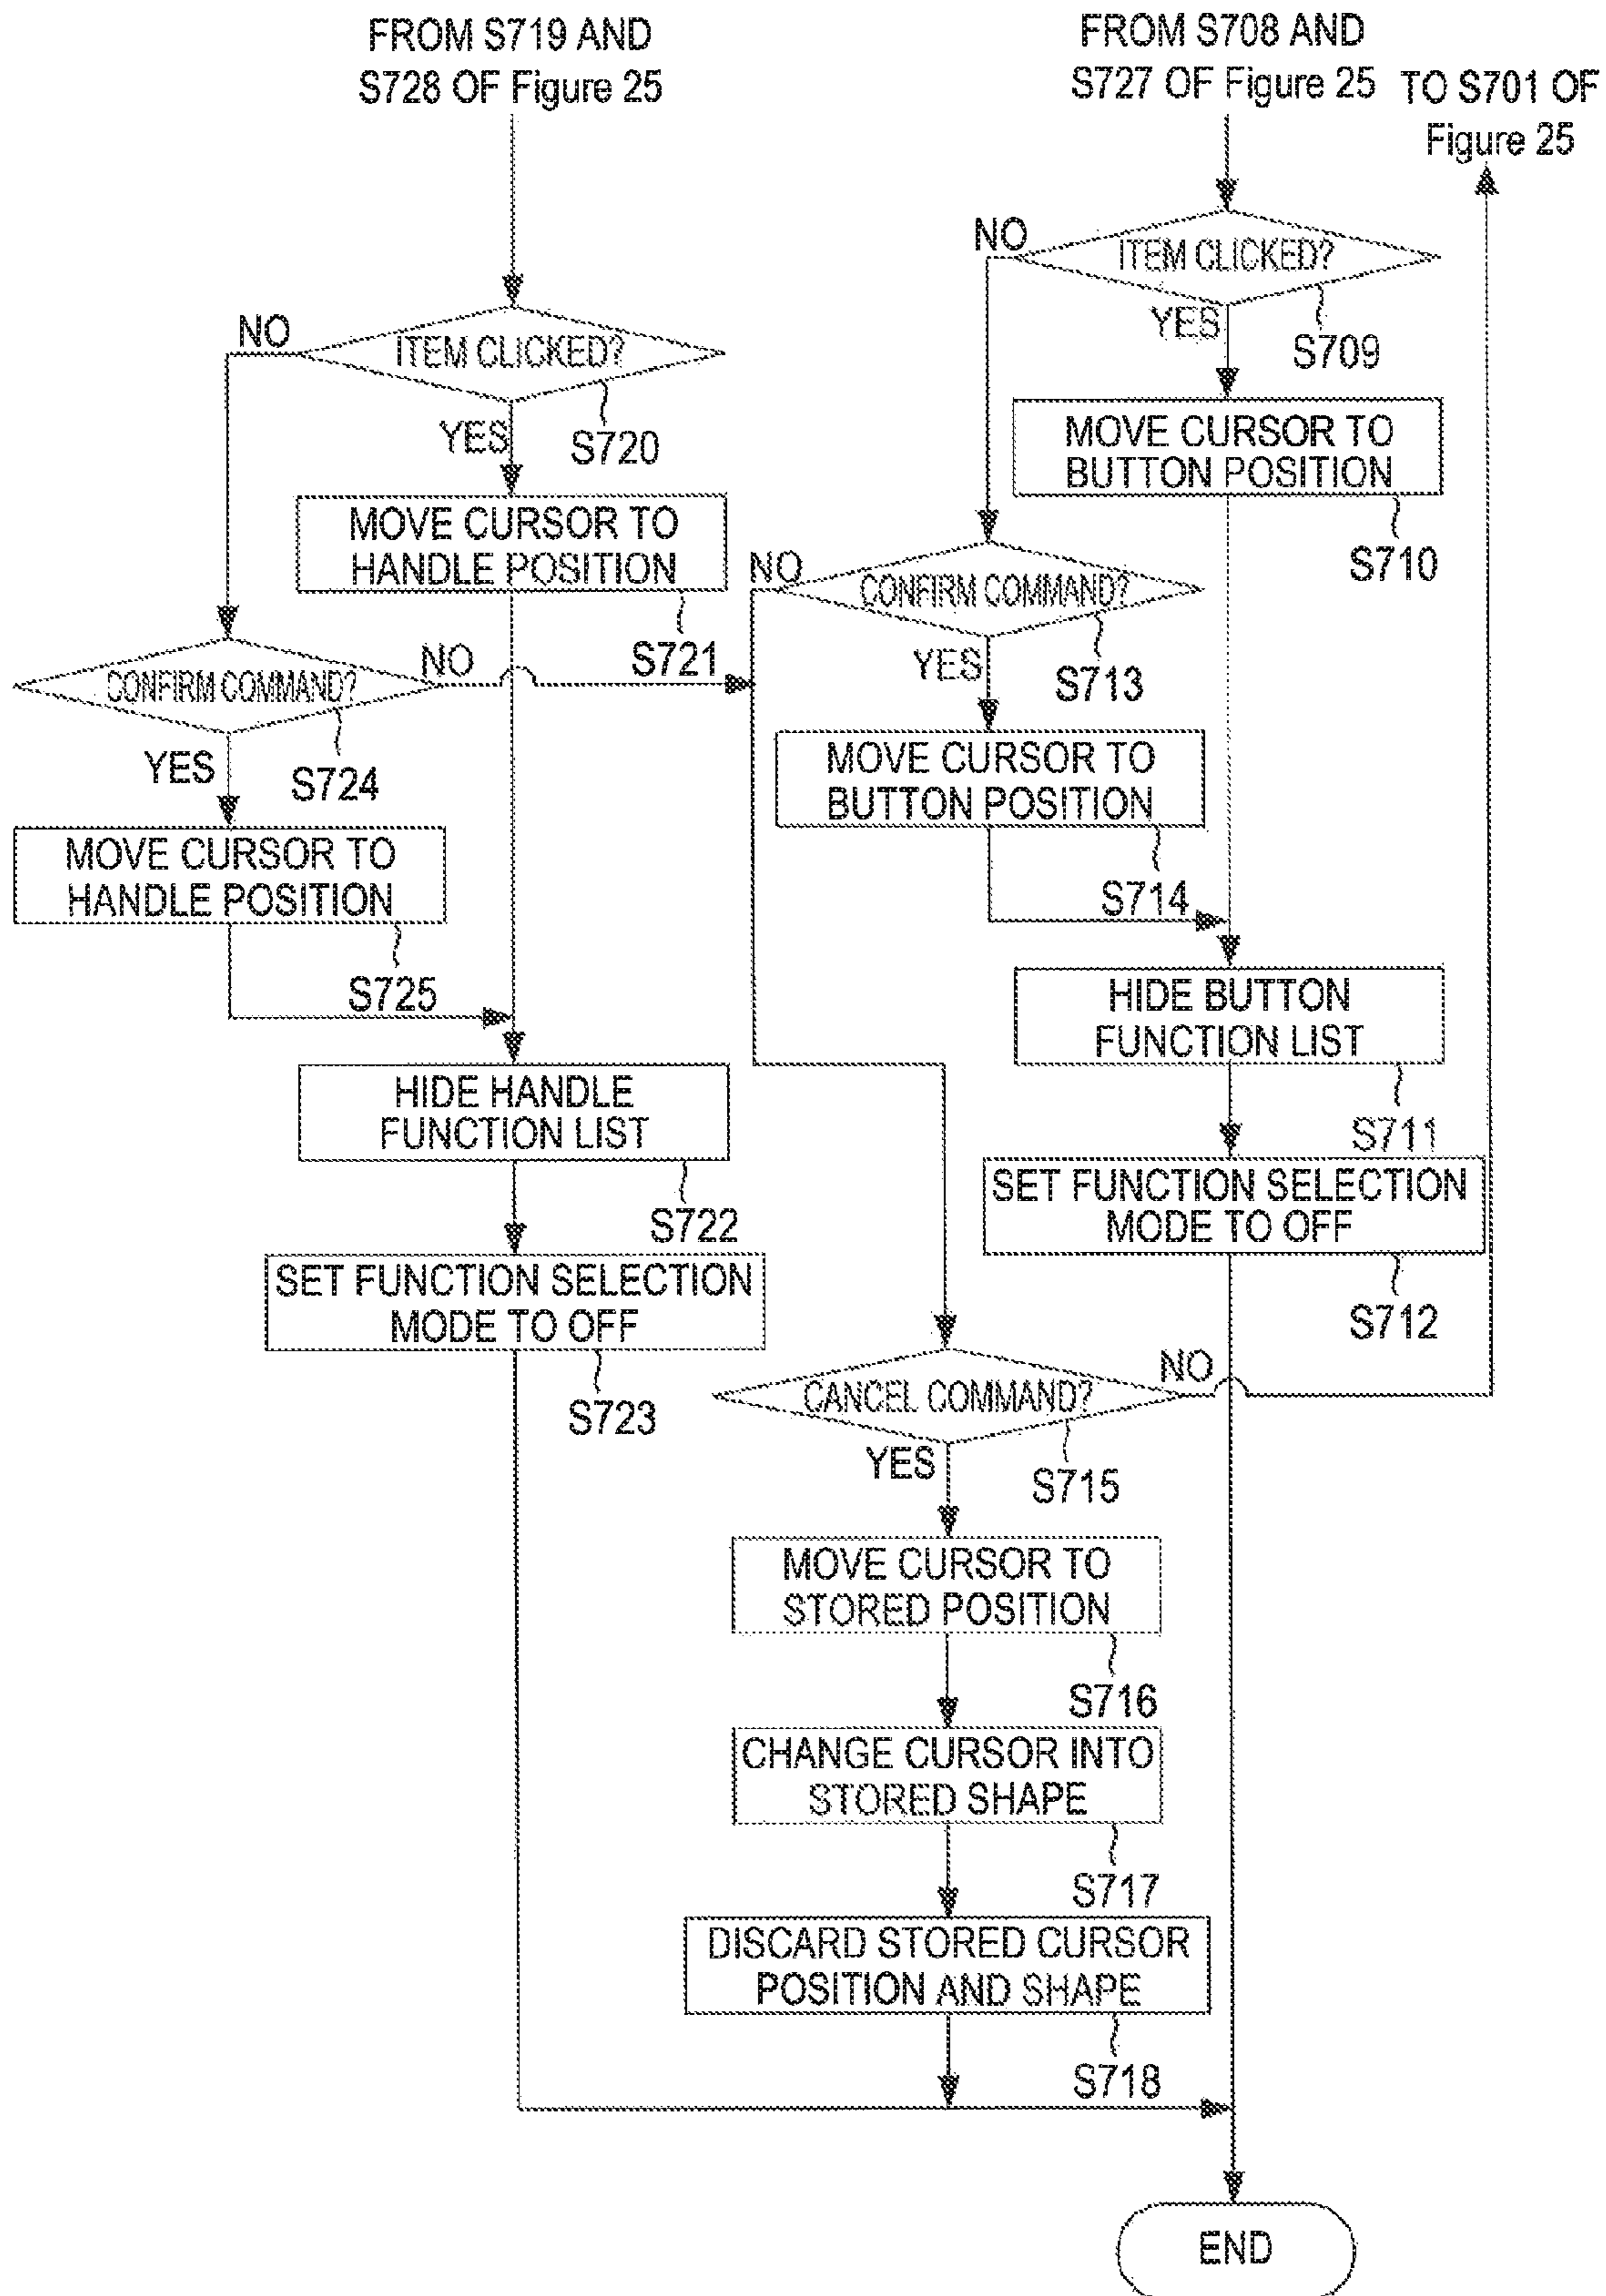 FROM S719 AND
S728 OF Figure 25
FROM S708 AND
S727 OF Figure 25
TO S701 OF
Figure 25
NO
ITEM CLICKED?
YES
S709
NO
ITEM CLICKED?
YES
S720
MOVE CURSOR TO
BUTTON POSITION
S710
MOVE CURSOR TO
HANDLE POSITION
S721
NO
CONFIRM COMMAND?
YES
S713
NO
CONFIRM COMMAND?
YES
S724
MOVE CURSOR TO
BUTTON POSITION
S714
MOVE CURSOR TO
HANDLE POSITION
S725
HIDE BUTTON
FUNCTION LIST
S711
HIDE HANDLE
FUNCTION LIST
S722
SET FUNCTION SELECTION
MODE TO OFF
S712
SET FUNCTION SELECTION
MODE TO OFF
S723
NO
CANCEL COMMAND?
YES
S715
MOVE CURSOR TO
STORED POSITION
S716
CHANGE CURSOR INTO
STORED SHAPE
S717
DISCARD STORED CURSOR
POSITION AND SHAPE
S718
END